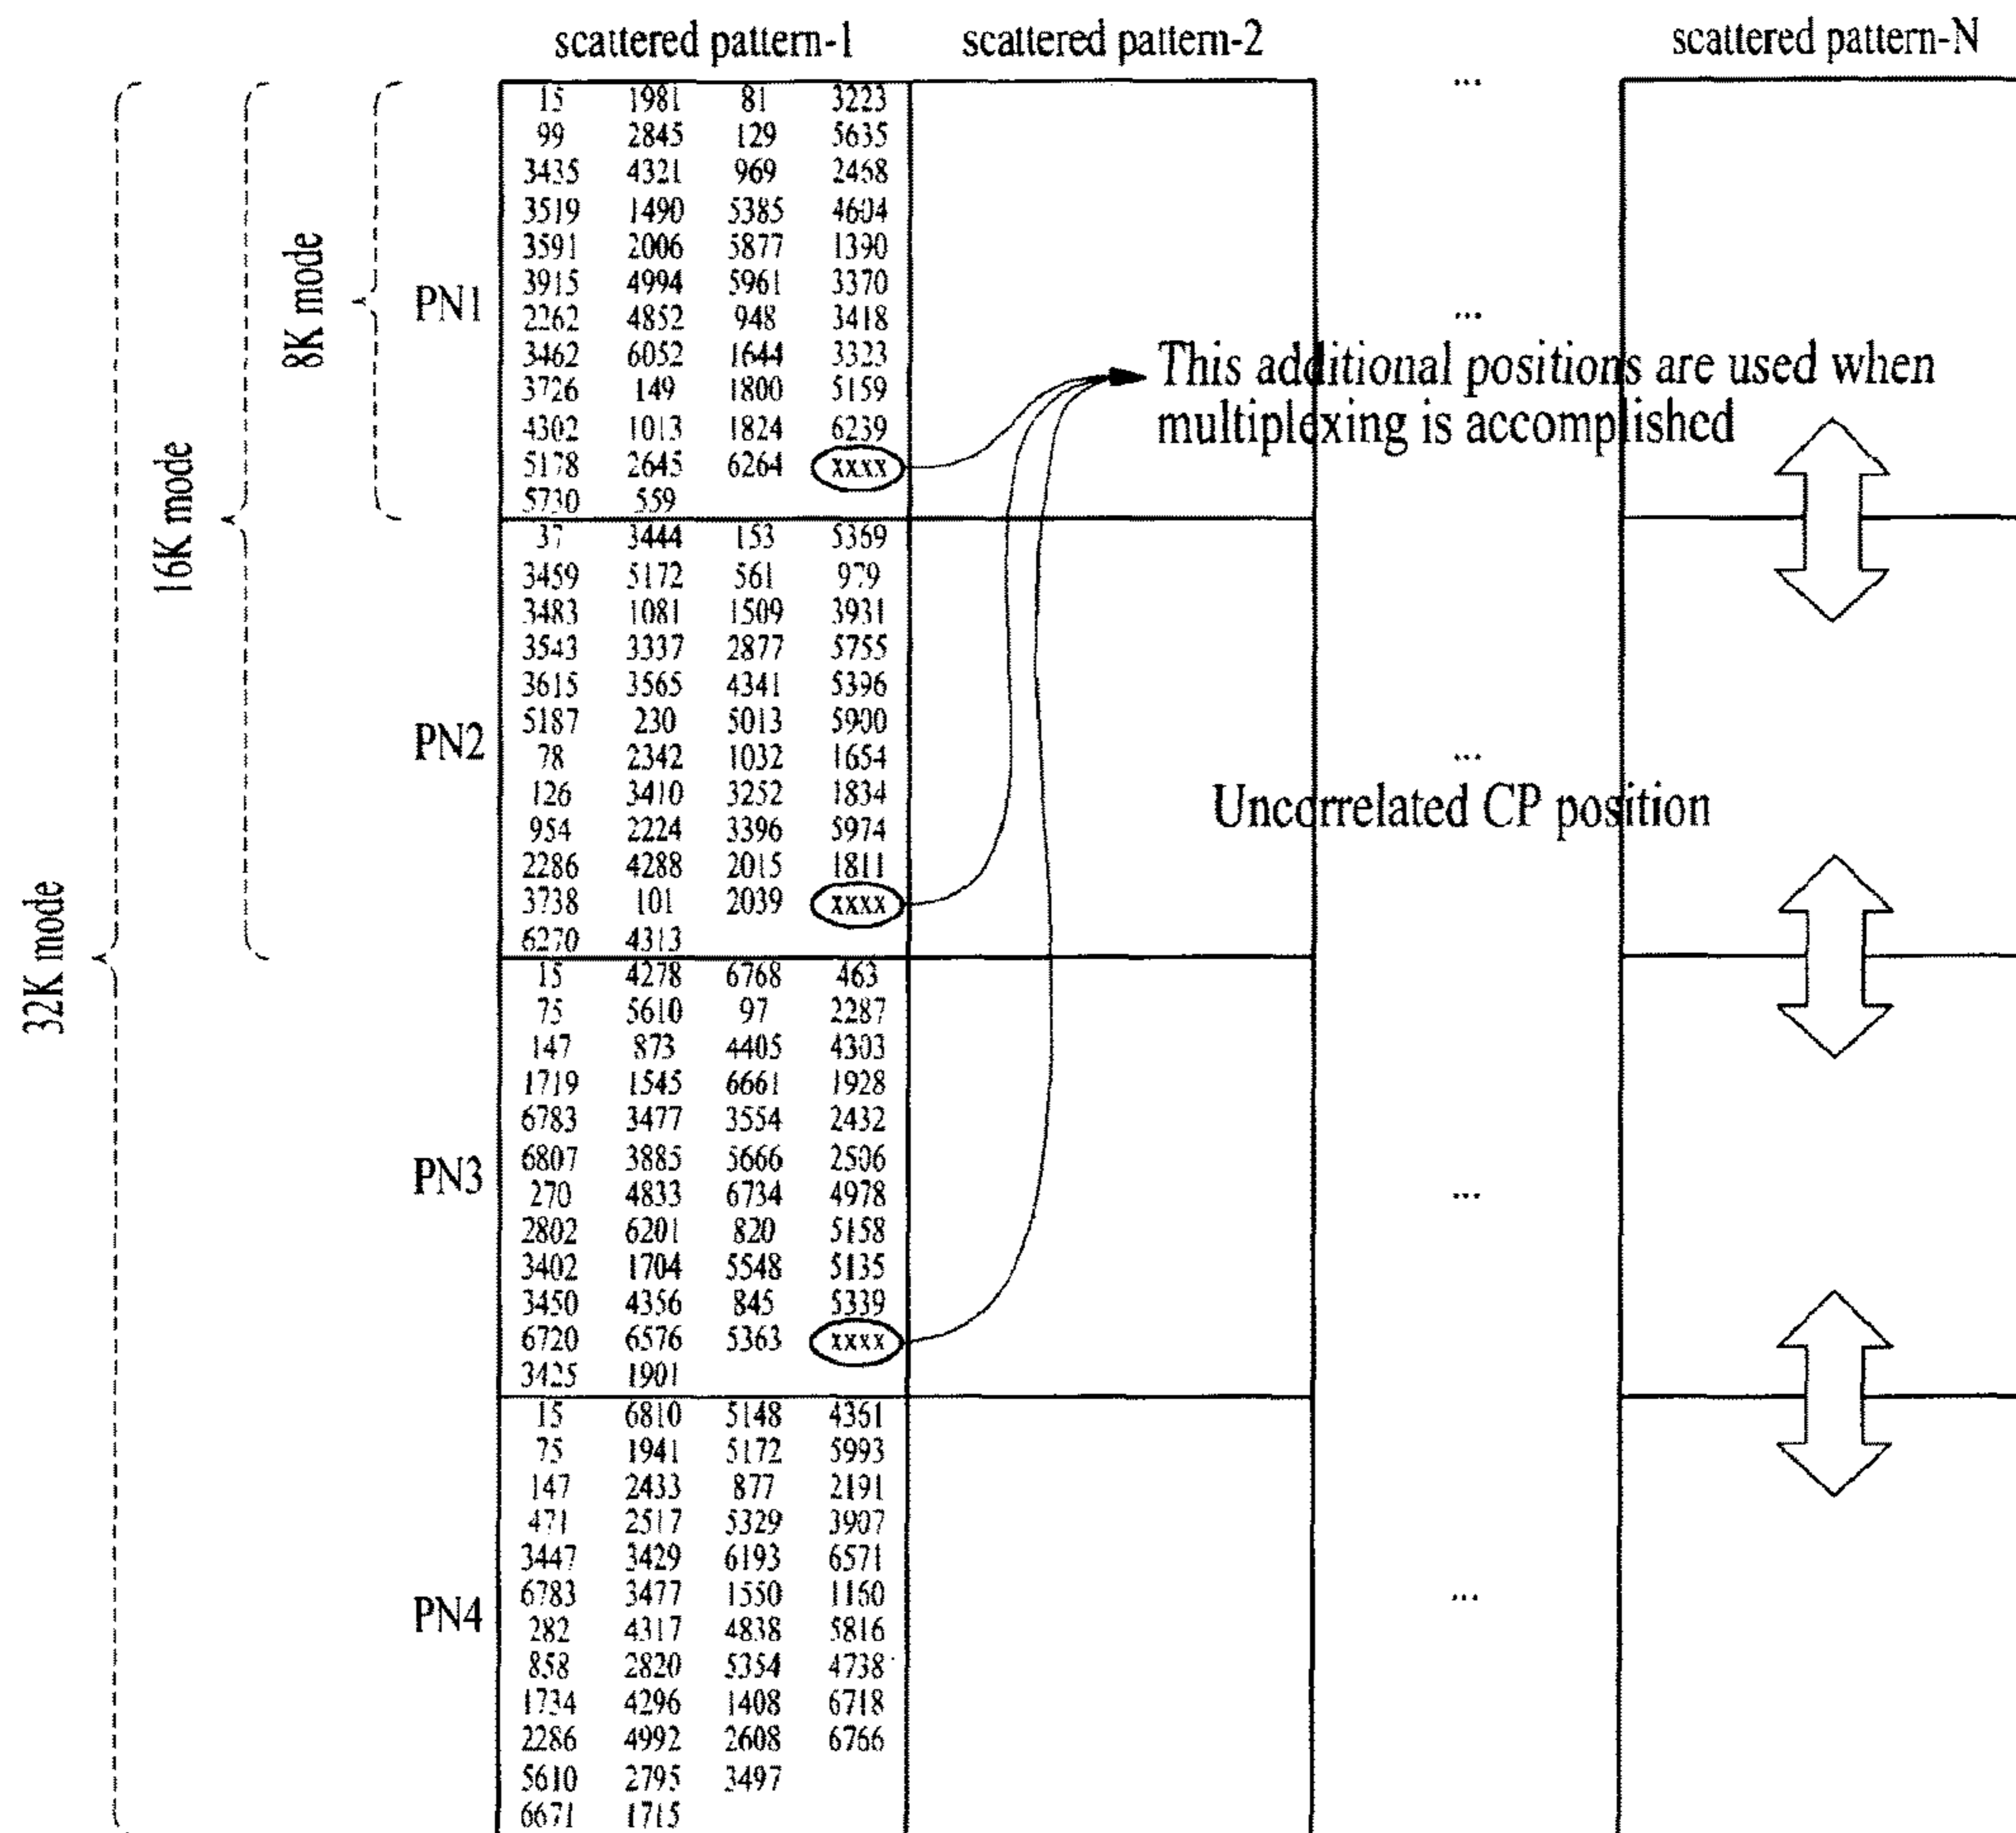 scattered pattern-1 scattered pattern-2 ... scattered pattern-N
32K mode
16K mode
8K mode
PN1
15 1981 81 3223
99 2845 129 5635
3435 4321 969 2468
3519 1490 5385 4604
3591 2006 5877 1390
3915 4994 5961 3370
2262 4852 948 3418
...
3462 6052 1644 3323
3726 149 1800 5159
4302 1013 1824 6239
5178 2645 6264 xxxx
5730 559
This additional positions are used when
multiplexing is accomplished
PN2
37 3444 153 5369
3459 5172 561 979
3483 1081 1509 3931
3543 3337 2877 5755
3615 3565 4341 5396
5187 230 5013 5900
78 2342 1032 1654
...
126 3410 3252 1834
954 2224 3396 5974
2286 4288 2015 1811
3738 101 2039 xxxx
6270 4313
Uncorrelated CP position
PN3
15 4278 6768 463
75 5610 97 2287
147 873 4405 4303
1719 1545 6661 1928
6783 3477 3554 2432
6807 3885 5666 2506
270 4833 6734 4978
...
2802 6201 820 5158
3402 1704 5548 5135
3450 4356 845 5339
6720 6576 5363 xxxx
3425 1901
PN4
15 6810 5148 4361
75 1941 5172 5993
147 2433 877 2191
471 2517 5329 3907
3447 3429 6193 6571
6783 3477 1550 1160
...
282 4317 4838 5816
858 2820 5354 4738
1734 4296 1408 6718
2286 4992 2608 6766
5610 2795 3497
6671 1715